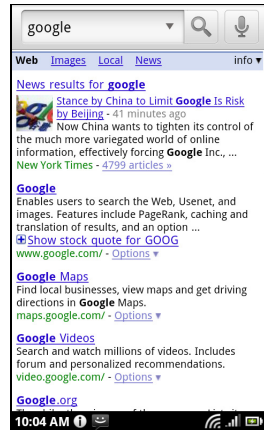 google
Web Images Local News info ▾
News results for google
Stance by China to Limit Google Is Risk
by Beijing - 41 minutes ago
Now China wants to tighten its control of
the much more variegated world of online
information, effectively forcing Google Inc., ...
New York Times - 4799 articles »
Google
Enables users to search the Web, Usenet, and
images. Features include PageRank, caching and
translation of results, and an option ...
Show stock quote for GOOG
www.google.com/ - Options ▾
Google Maps
Find local businesses, view maps and get driving
directions in Google Maps.
maps.google.com/ - Options ▾
Google Videos
Search and watch millions of videos. Includes
forum and personalized recommendations.
video.google.com/ - Options ▾
Google.org
10:04 AM